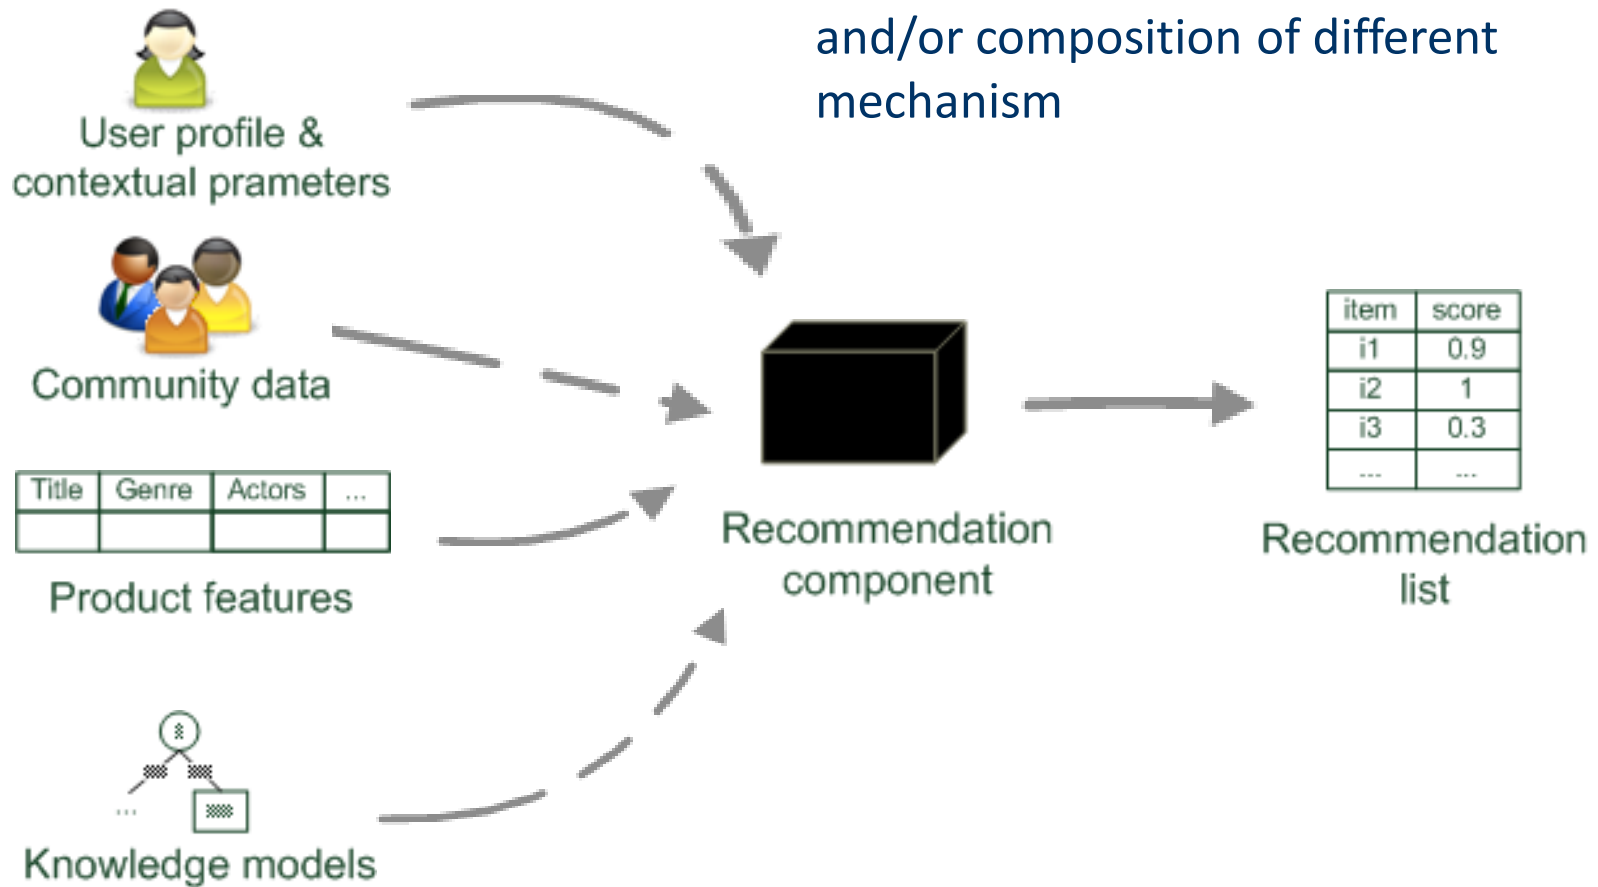 and/or composition of different
mechanism
User profile &
contextual prameters
Community data
Title Genre Actors ...
Product features
...
Knowledge models
Recommendation
component
item score
i1 0.9
i2 1
i3 0.3
... ...
Recommendation
list